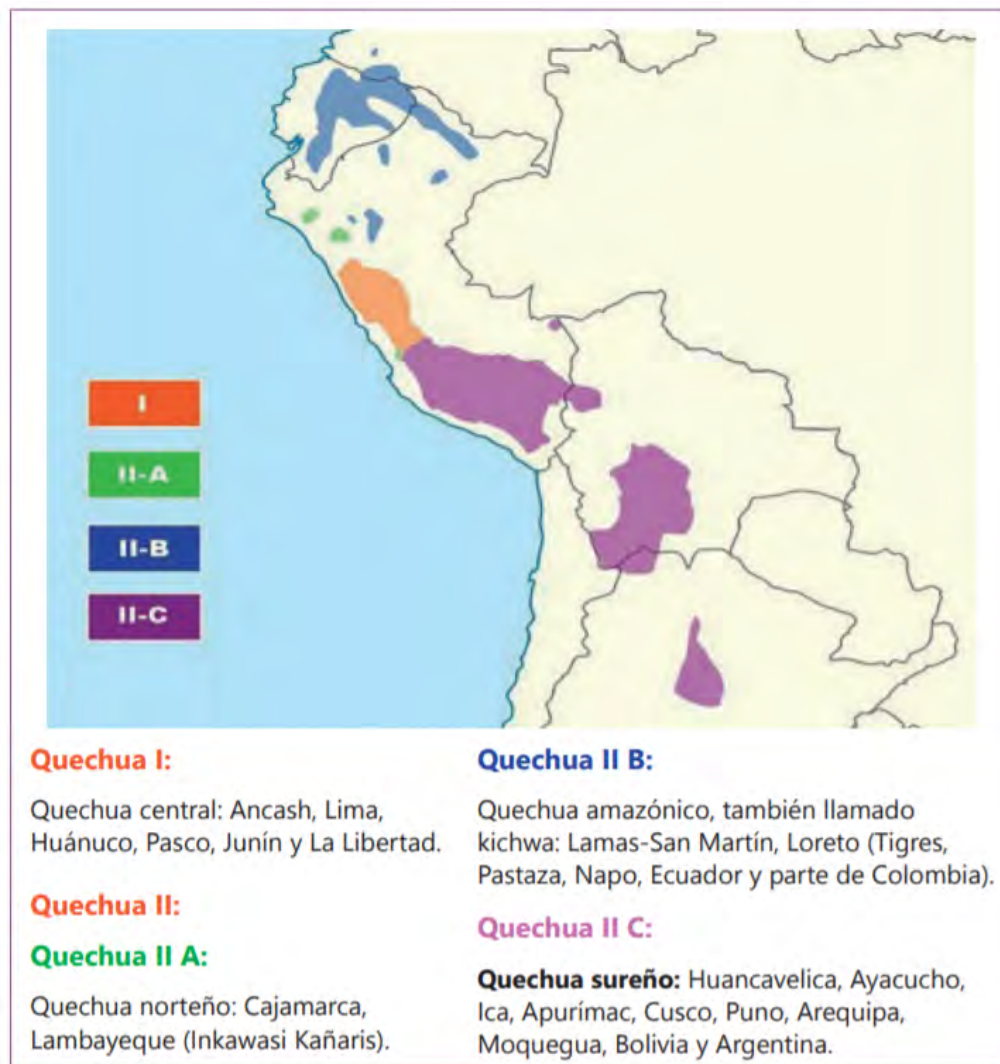 I
II-A
II-B
II-C
Quechua I:
Quechua central: Ancash, Lima,
Huánuco, Pasco, Junín y La Libertad.
Quechua II:
Quechua II A:
Quechua norteño: Cajamarca,
Lambayeque (Inkawasi Kañaris).
Quechua II B:
Quechua amazónico, también llamado
kichwa: Lamas-San Martín, Loreto (Tigres,
Pastaza, Napo, Ecuador y parte de Colombia).
Quechua II C:
Quechua sureño: Huancavelica, Ayacucho,
Ica, Apurímac, Cusco, Puno, Arequipa,
Moquegua, Bolivia y Argentina.